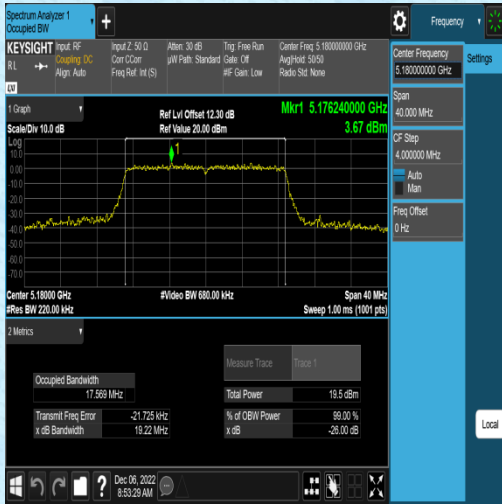 Spectrum Analyzer 1
Occupied BW
+
Frequency
KEYSIGHT
RL
LXI
Input: RF
Coupling: DC
Align: Auto
Input Z: 50 Ω
Corr CCorr
Freq Ref: Int (S)
Atten: 30 dB
µW Path: Standard
Trig: Free Run
Gate: Off
#IF Gain: Low
Center Freq: 5.180000000 GHz
Avg|Hold: 50/50
Radio Std: None
Center Frequency
5.180000000 GHz
Settings
Span
40.000 MHz
CF Step
4.000000 MHz
Auto
Man
Freq Offset
0 Hz
Local
1 Graph
Scale/Div 10.0 dB
Ref Lvl Offset 12.30 dB
Ref Value 20.00 dBm
Mkr1 5.176240000 GHz
3.67 dBm
Log
1
10.0
0.00
-10.0
-20.0
-30.0
-40.0
-50.0
-60.0
-70.0
Center 5.18000 GHz
#Res BW 220.00 kHz
#Video BW 680.00 kHz
Span 40 MHz
Sweep 1.00 ms (1001 pts)
2 Metrics
Measure Trace Trace 1
Occupied Bandwidth
17.569 MHz
Total Power 19.5 dBm
Transmit Freq Error -21.725 kHz
% of OBW Power 99.00 %
x dB Bandwidth 19.22 MHz
x dB -26.00 dB
?
Dec 06, 2022
8:53:29 AM